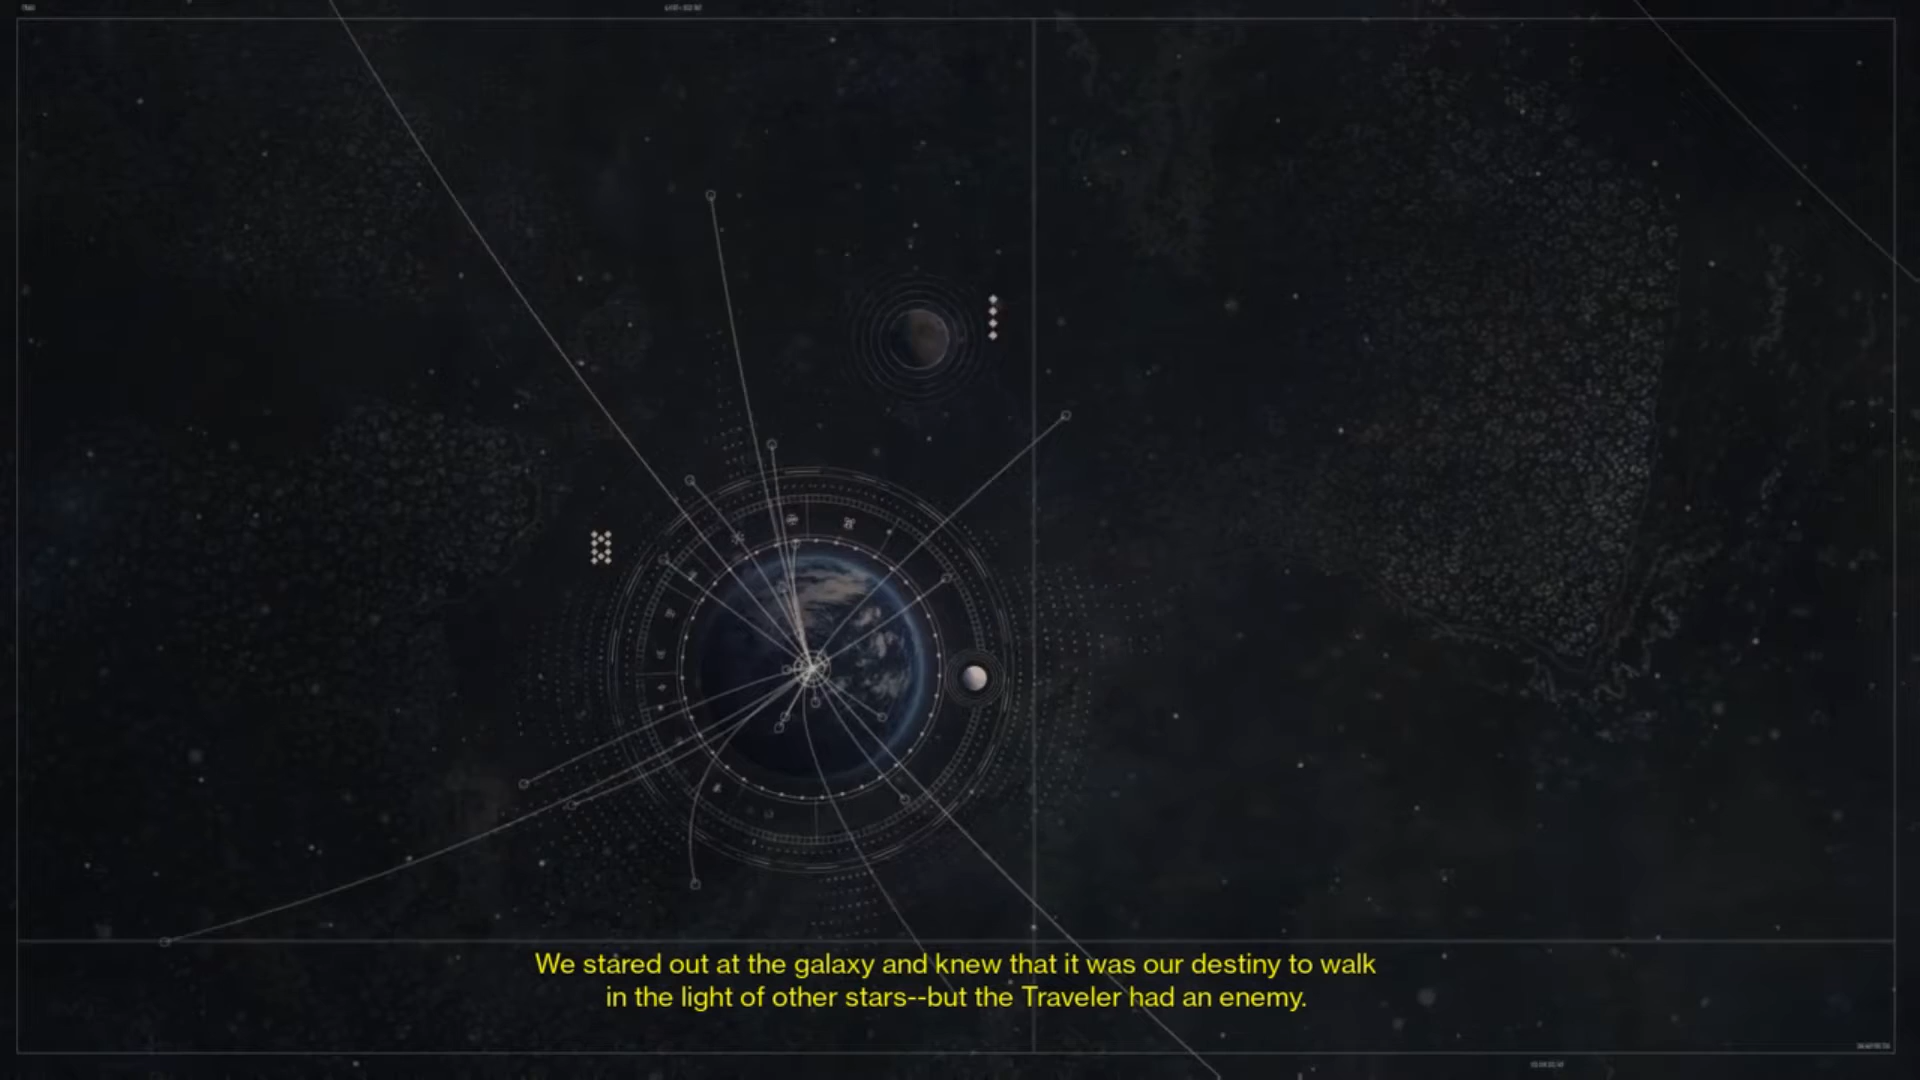 We stared out at the galaxy and knew that it was our destiny to walk
in the light of other stars--but the Traveler had an enemy.